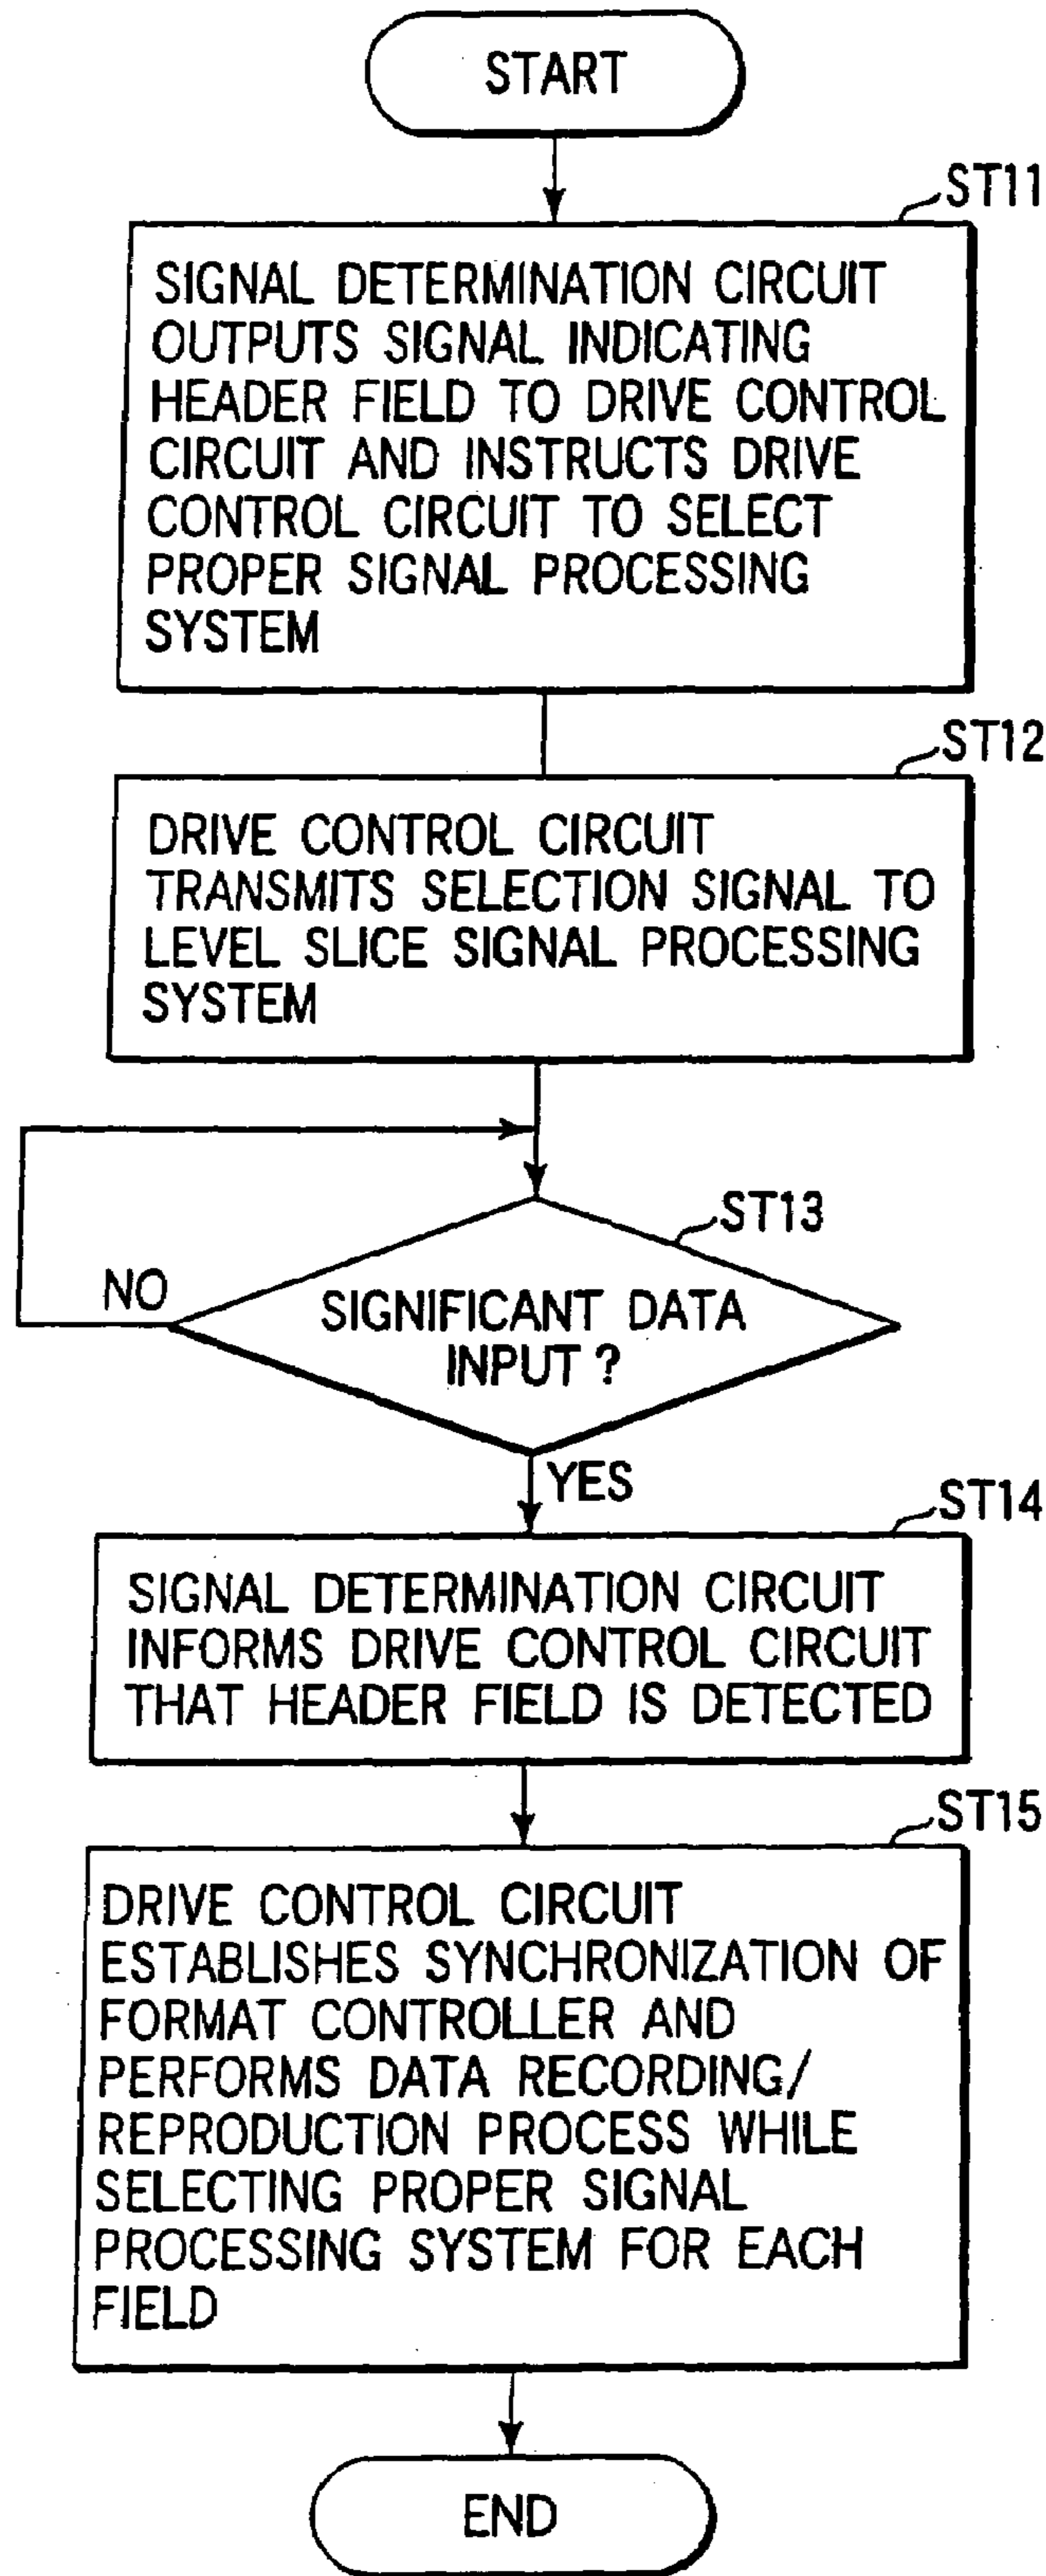 START
ST11
SIGNAL DETERMINATION CIRCUIT
OUTPUTS SIGNAL INDICATING
HEADER FIELD TO DRIVE CONTROL
CIRCUIT AND INSTRUCTS DRIVE
CONTROL CIRCUIT TO SELECT
PROPER SIGNAL PROCESSING
SYSTEM
ST12
DRIVE CONTROL CIRCUIT
TRANSMITS SELECTION SIGNAL TO
LEVEL SLICE SIGNAL PROCESSING
SYSTEM
ST13
NO
SIGNIFICANT DATA
INPUT ?
YES
ST14
SIGNAL DETERMINATION CIRCUIT
INFORMS DRIVE CONTROL CIRCUIT
THAT HEADER FIELD IS DETECTED
ST15
DRIVE CONTROL CIRCUIT
ESTABLISHES SYNCHRONIZATION OF
FORMAT CONTROLLER AND
PERFORMS DATA RECORDING/
REPRODUCTION PROCESS WHILE
SELECTING PROPER SIGNAL
PROCESSING SYSTEM FOR EACH
FIELD
END